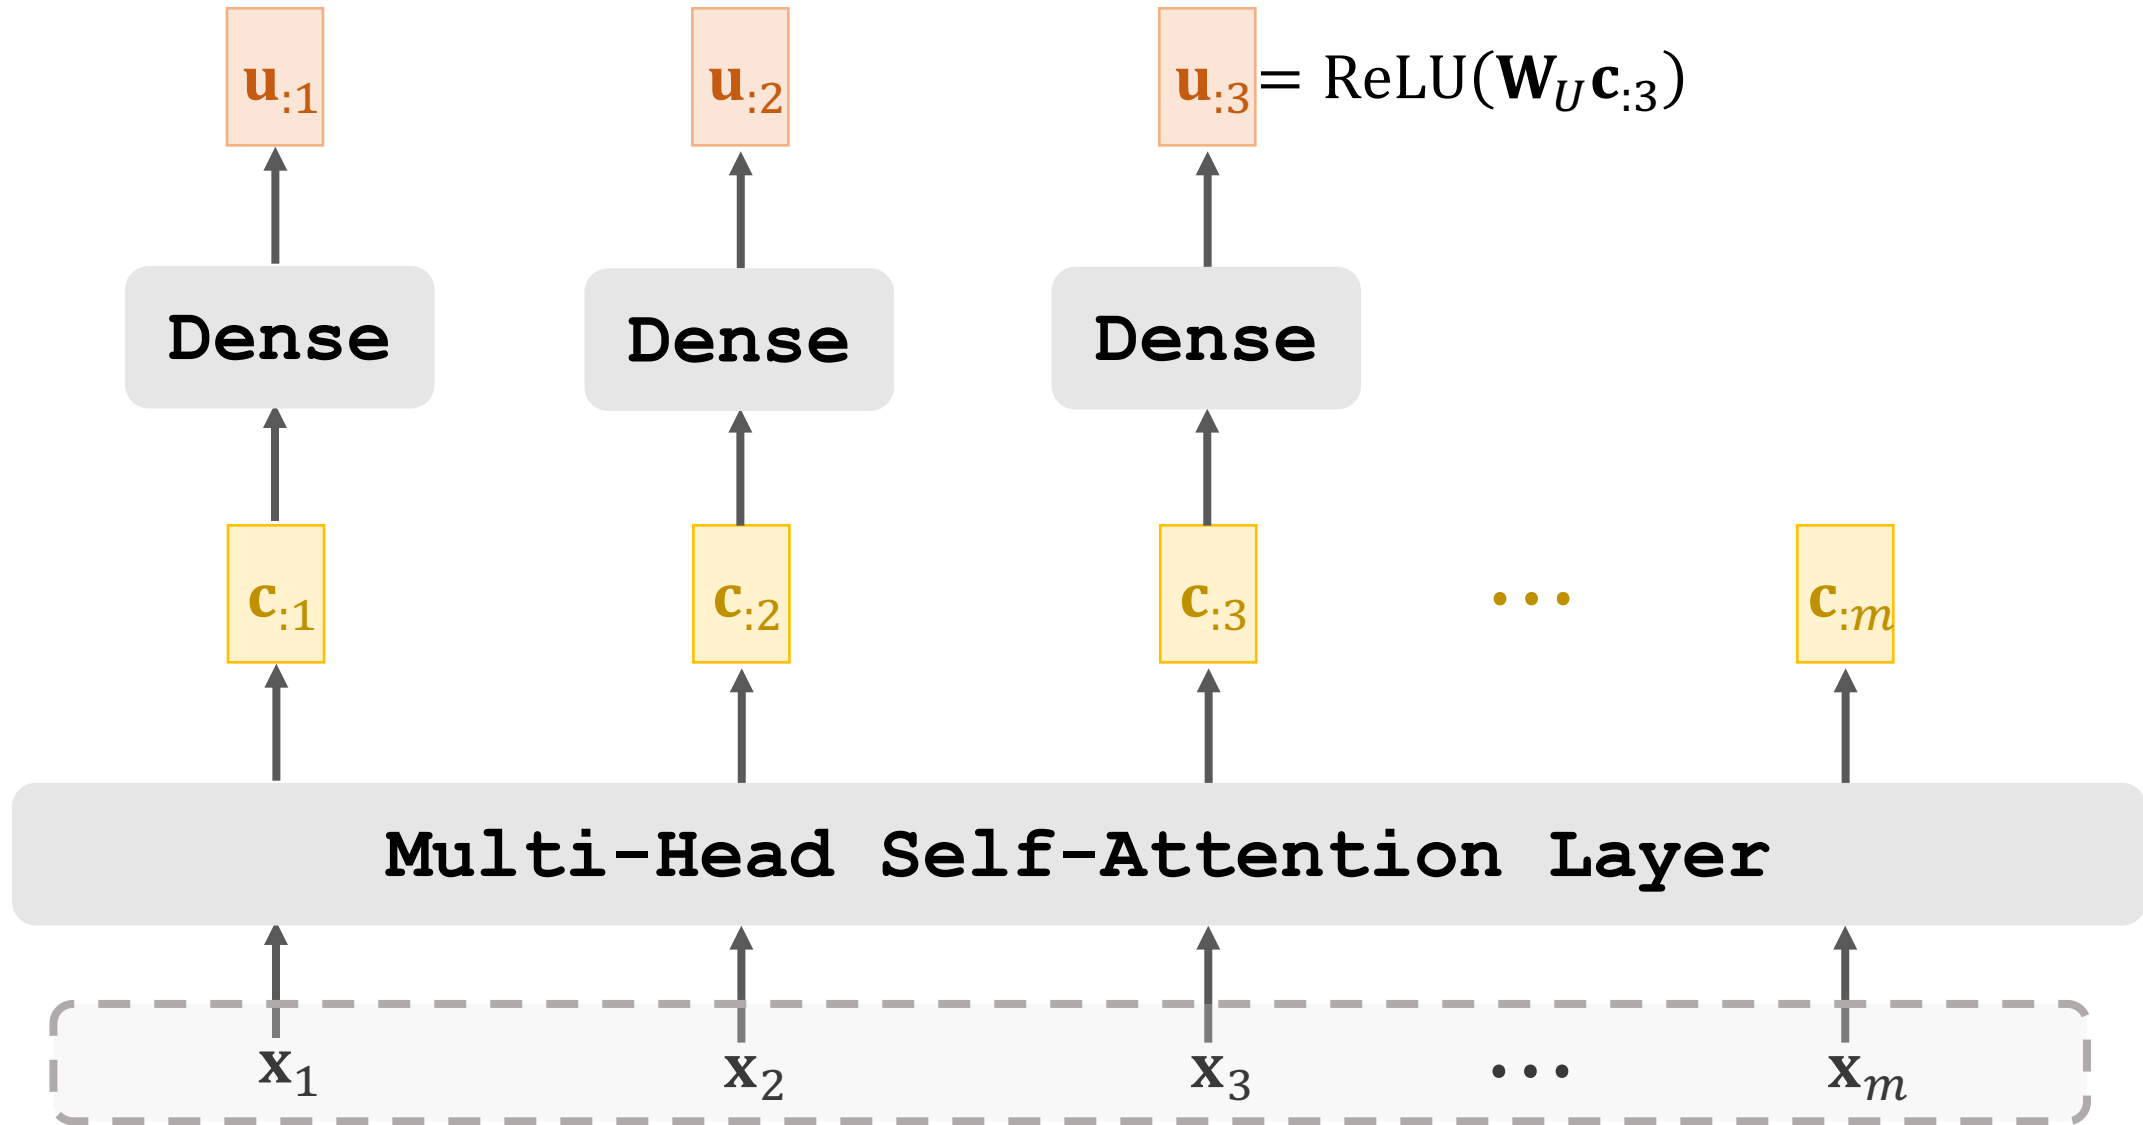 u:1 u:2 u:3 = ReLU(W_U c:3)
Dense Dense Dense
c:1 c:2 c:3 ⋯ c:m
Multi-Head Self-Attention Layer
x1 x2 x3 ⋯ xm